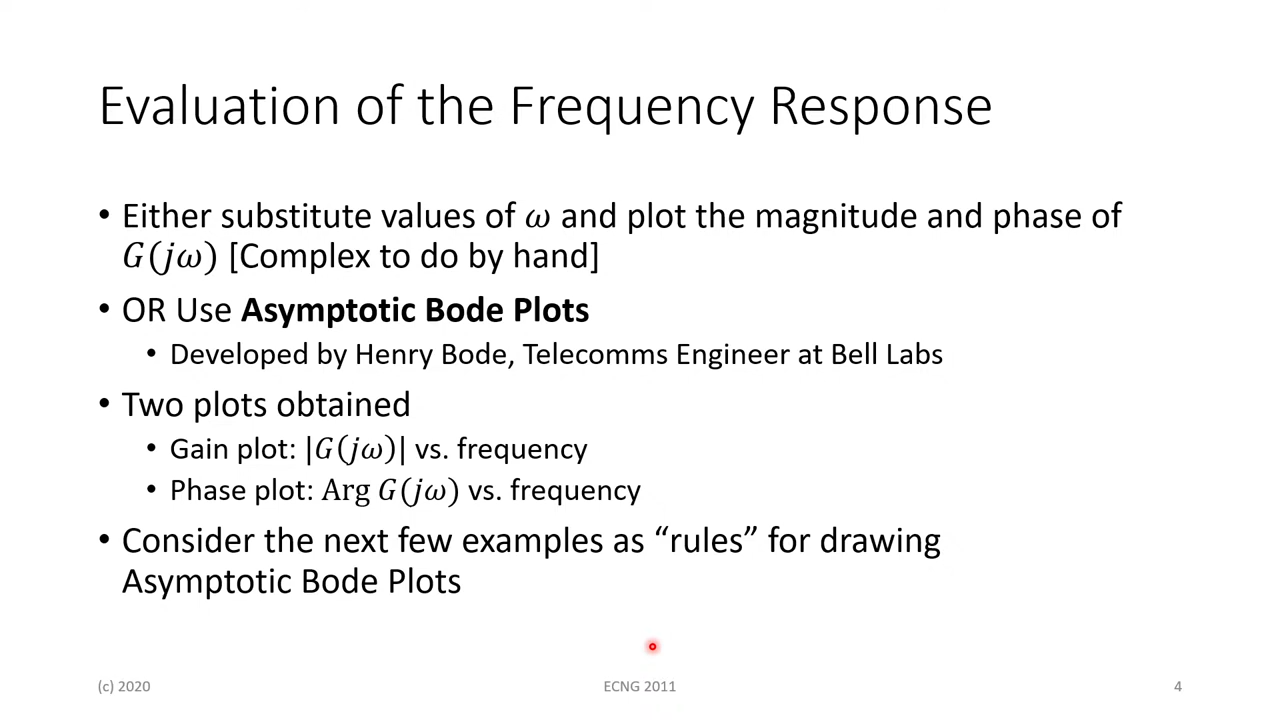 Evaluation of the Frequency Response
• Either substitute values of ω and plot the magnitude and phase of
G(jω) [Complex to do by hand]
• OR Use Asymptotic Bode Plots
• Developed by Henry Bode, Telecomms Engineer at Bell Labs
• Two plots obtained
• Gain plot: |G(jω)| vs. frequency
• Phase plot: Arg G(jω) vs. frequency
• Consider the next few examples as “rules” for drawing
Asymptotic Bode Plots
(c) 2020
ECNG 2011
4